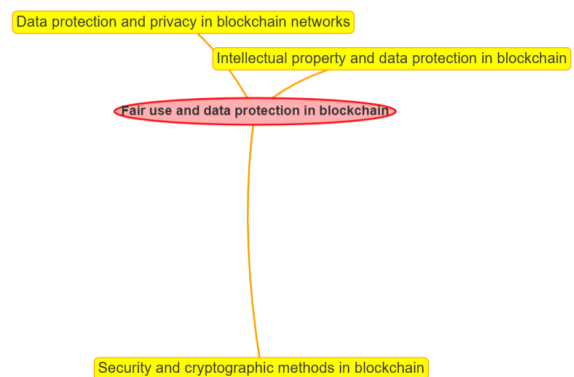 Data protection and privacy in blockchain networks
Intellectual property and data protection in blockchain
Fair use and data protection in blockchain
Security and cryptographic methods in blockchain